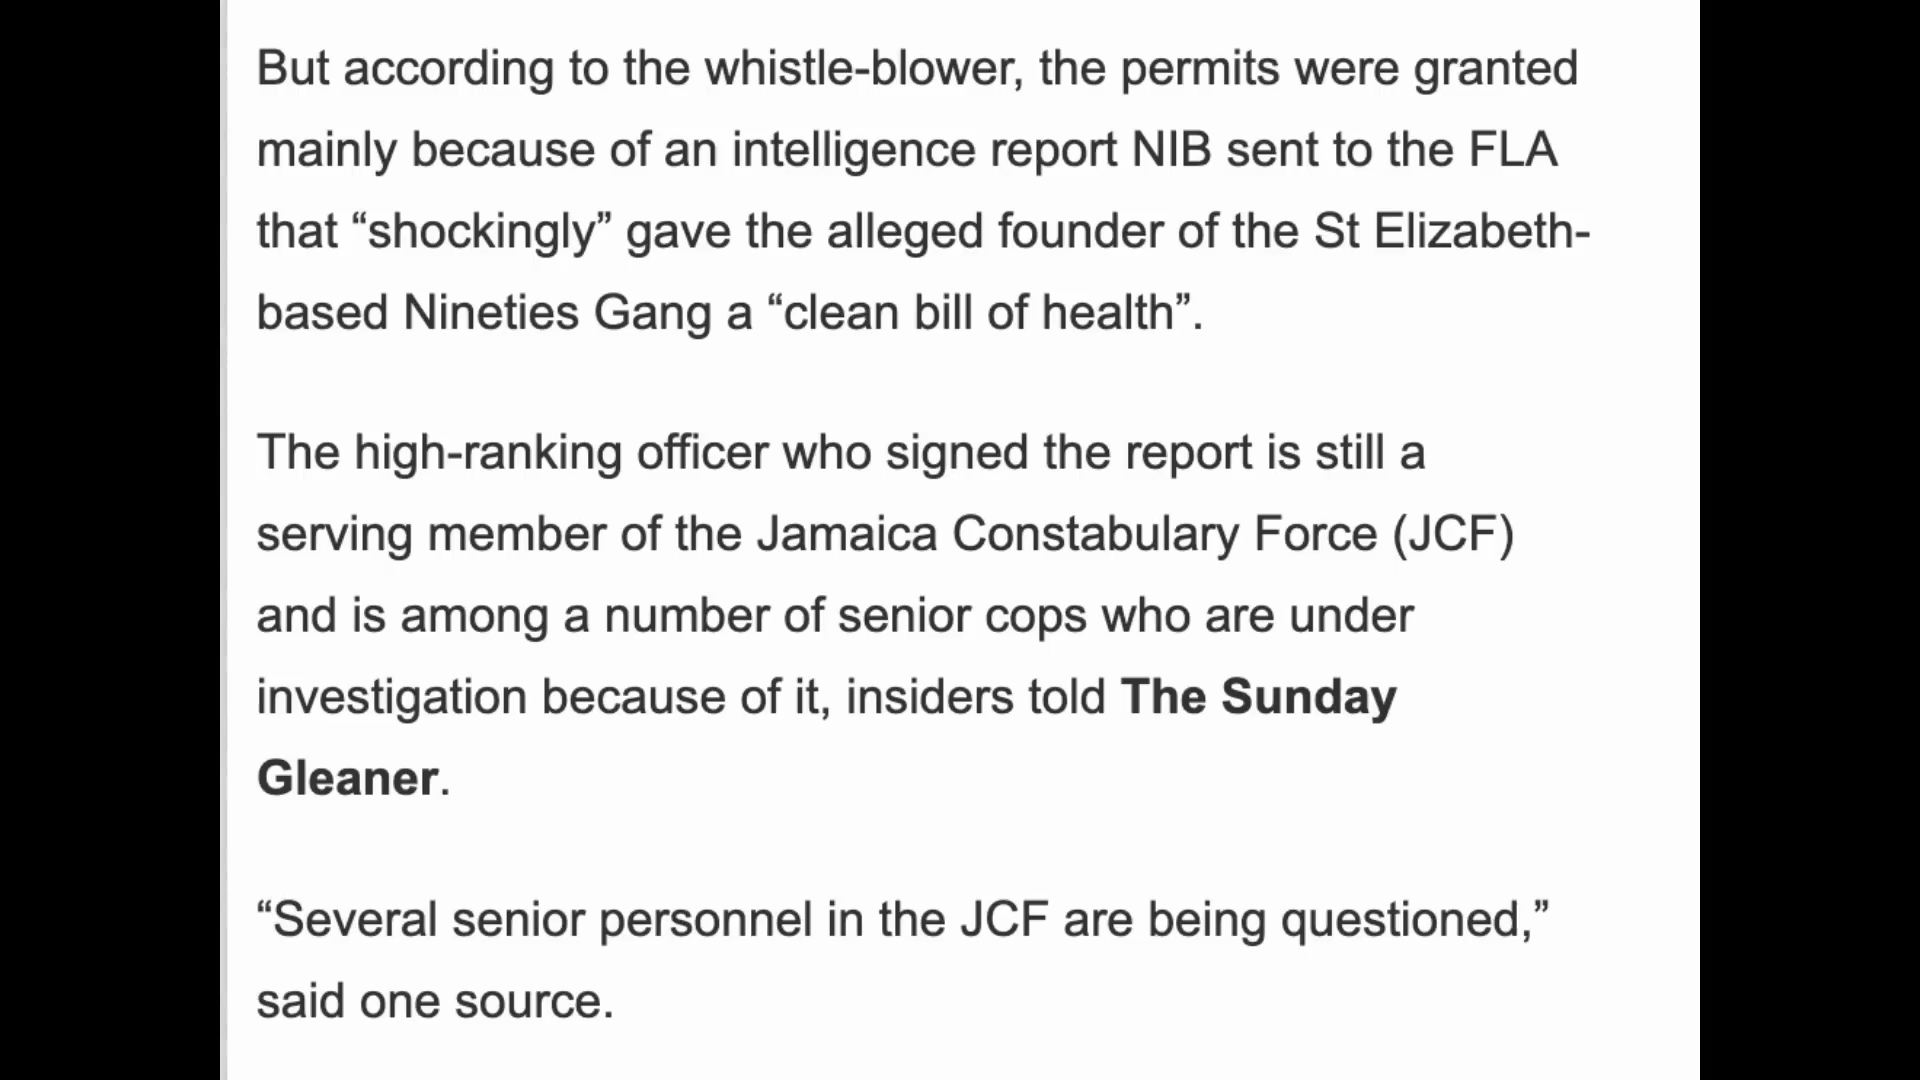 But according to the whistle-blower, the permits were granted
mainly because of an intelligence report NIB sent to the FLA
that “shockingly” gave the alleged founder of the St Elizabeth-
based Nineties Gang a “clean bill of health”.
The high-ranking officer who signed the report is still a
serving member of the Jamaica Constabulary Force (JCF)
and is among a number of senior cops who are under
investigation because of it, insiders told The Sunday
Gleaner.
“Several senior personnel in the JCF are being questioned,”
said one source.